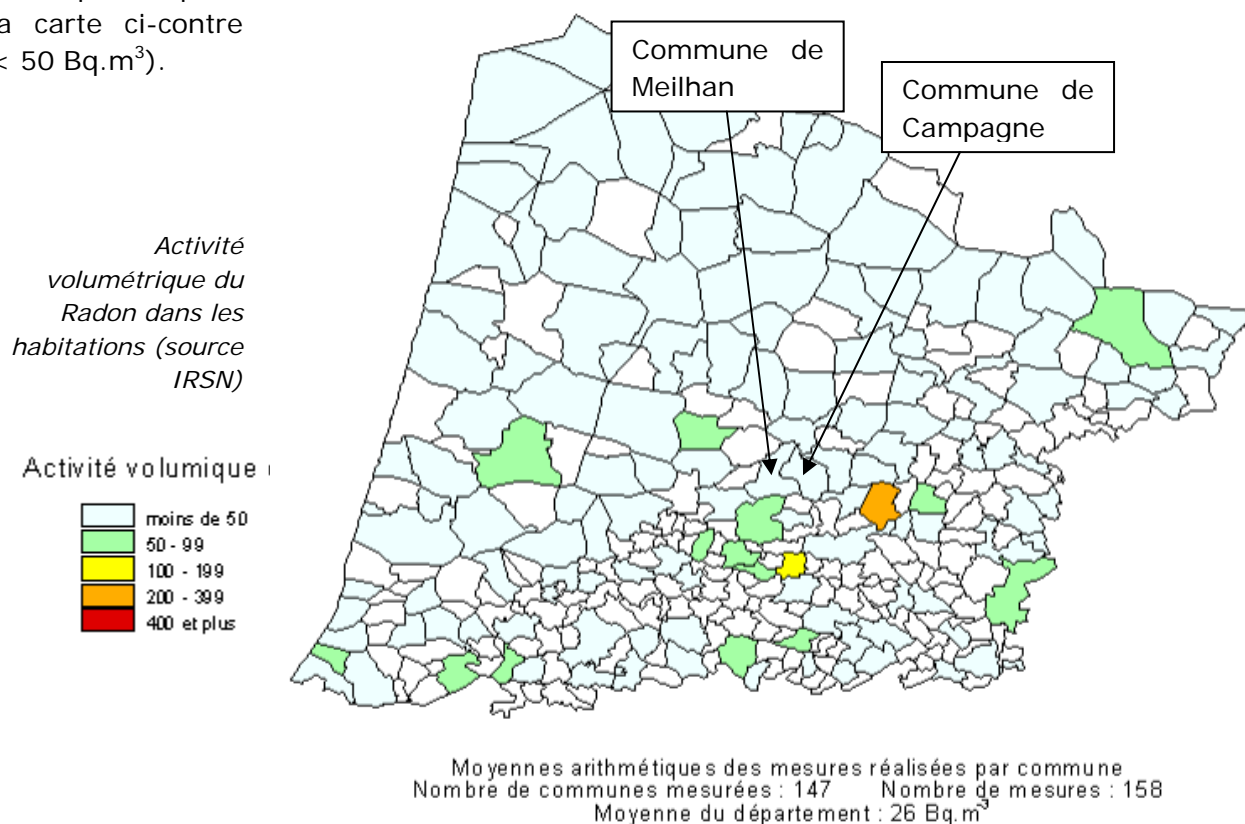 a carte ci-contre
< 50 Bq.m³).
Commune de
Meilhan
Commune de
Campagne
Activité
volumétrique du
Radon dans les
habitations (source
IRSN)
Activité volumique
moins de 50
50 - 99
100 - 199
200 - 399
400 et plus
Moyennes arithmétiques des mesures réalisées par commune
Nombre de communes mesurées : 147 Nombre de mesures : 158
Moyenne du département : 26 Bq.m³